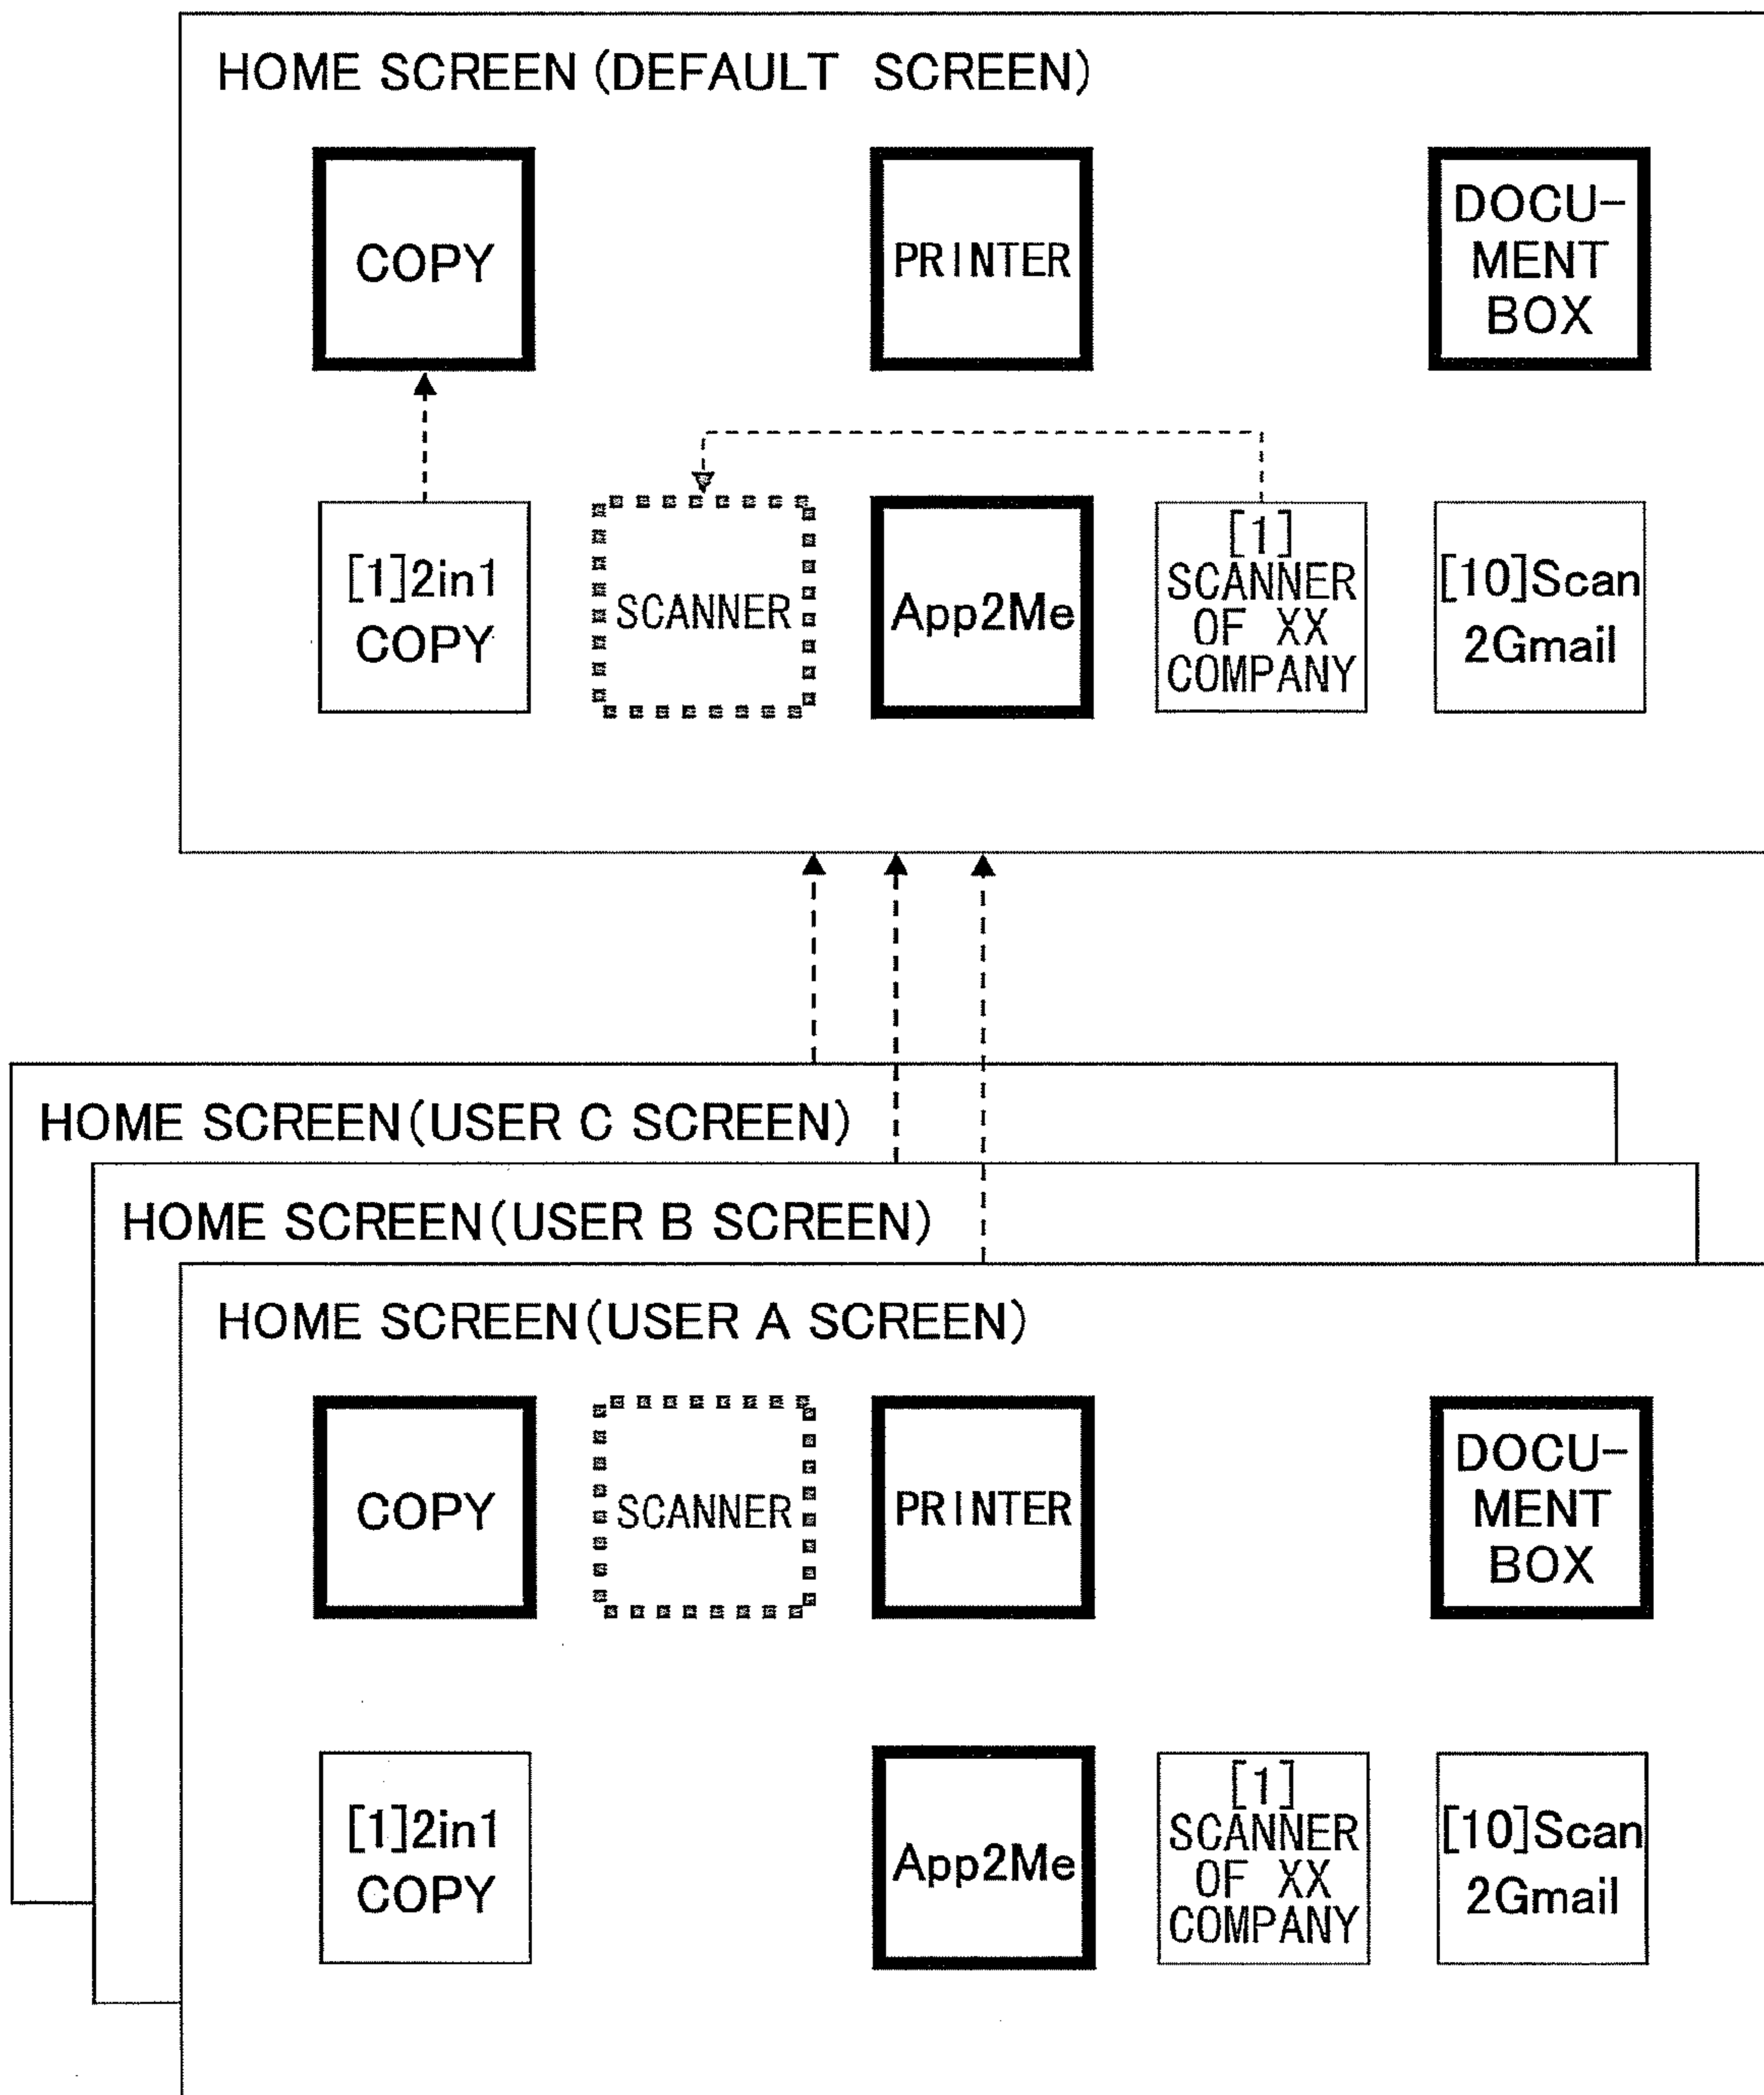 HOME SCREEN (DEFAULT SCREEN)
COPY
PRINTER
DOCU-
MENT
BOX
[1]2in1
COPY
SCANNER
App2Me
[1]
SCANNER
OF XX
COMPANY
[10]Scan
2Gmail
HOME SCREEN(USER C SCREEN)
HOME SCREEN(USER B SCREEN)
HOME SCREEN(USER A SCREEN)
COPY
SCANNER
PRINTER
DOCU-
MENT
BOX
[1]2in1
COPY
App2Me
[1]
SCANNER
OF XX
COMPANY
[10]Scan
2Gmail